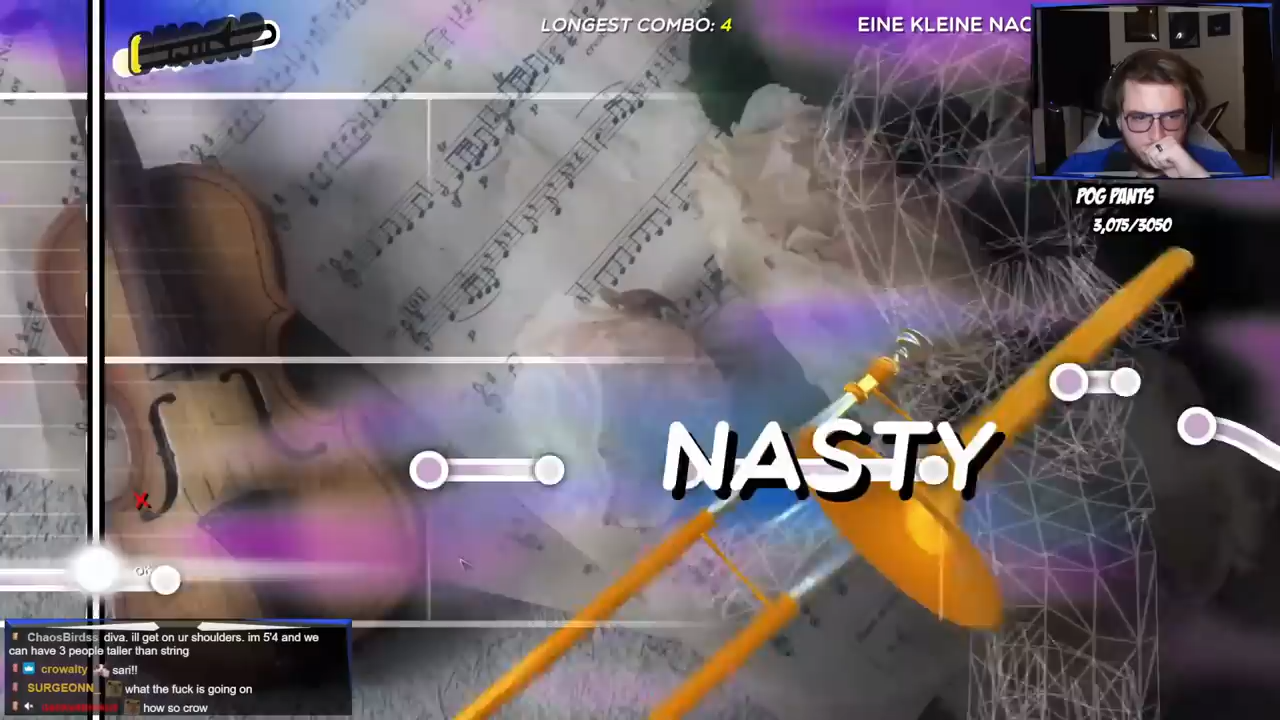 LONGEST COMBO: 4
EINE KLEINE NAC
POG PANTS
3,075/3050
NASTY
X
OK
ChaosBirdss diva. ill get on ur shoulders. im 5'4 and we
can have 3 people taller than string
crowalty sari!!
SURGEONN_ what the fuck is going on
how so crow